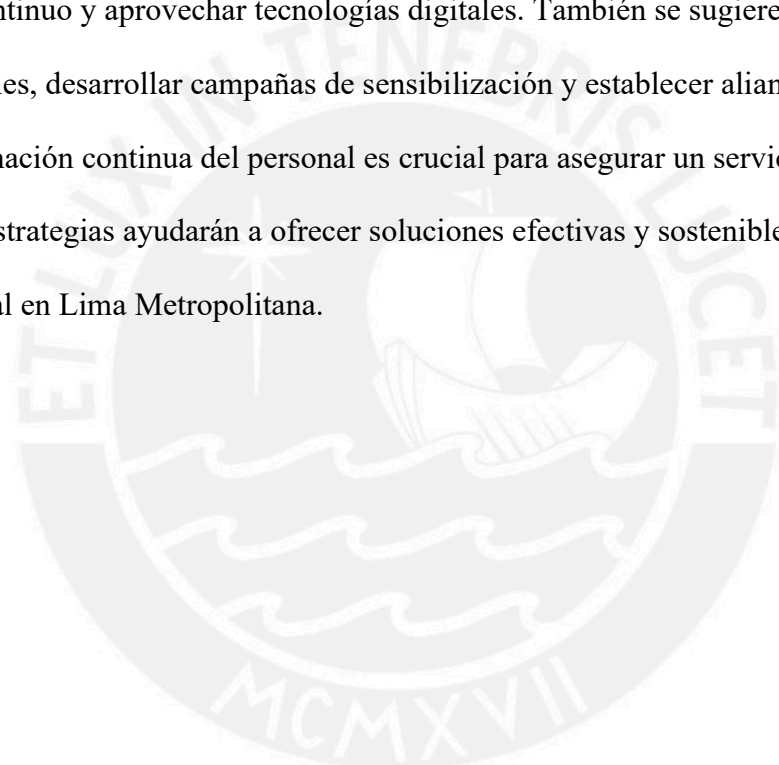 ntinuo y aprovechar tecnologías digitales. También se sugiere
es, desarrollar campañas de sensibilización y establecer alian
nación continua del personal es crucial para asegurar un servic
strategias ayudarán a ofrecer soluciones efectivas y sostenible
al en Lima Metropolitana.
ET LUX IN TENEBRIS LUCET
MCMXVII